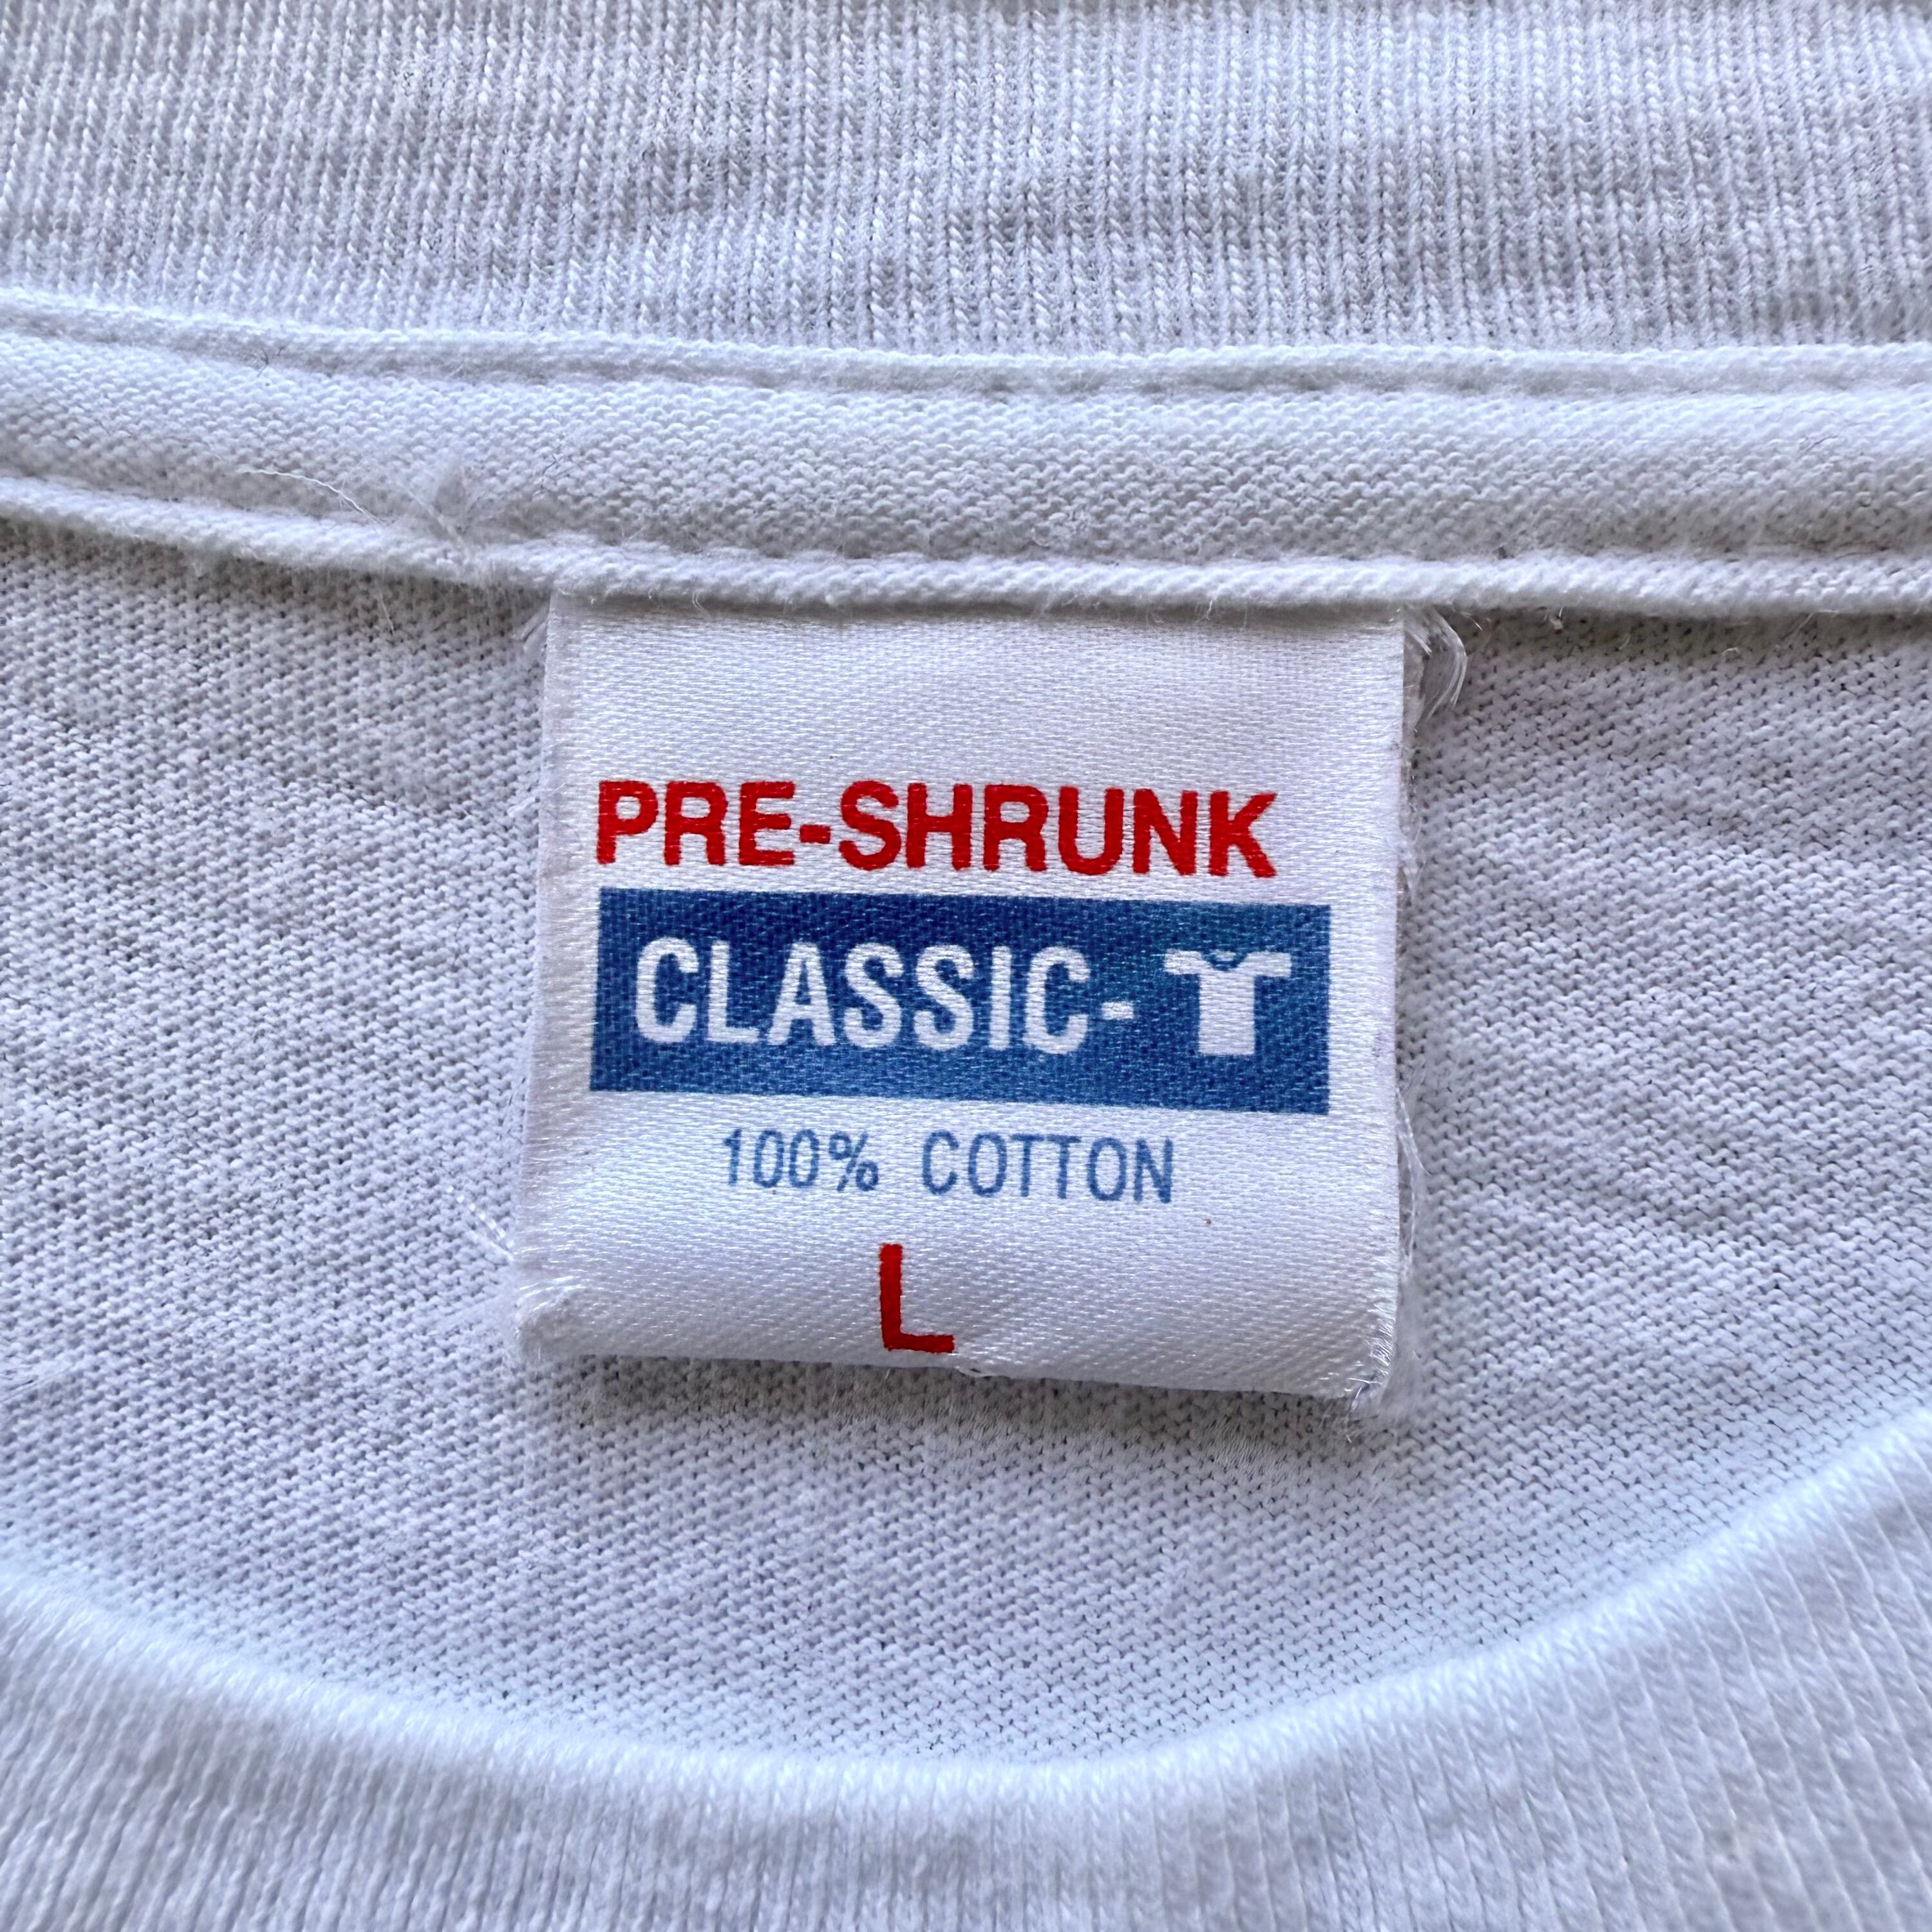 PRE-SHRUNK
CLASSIC-T
100% COTTON
L